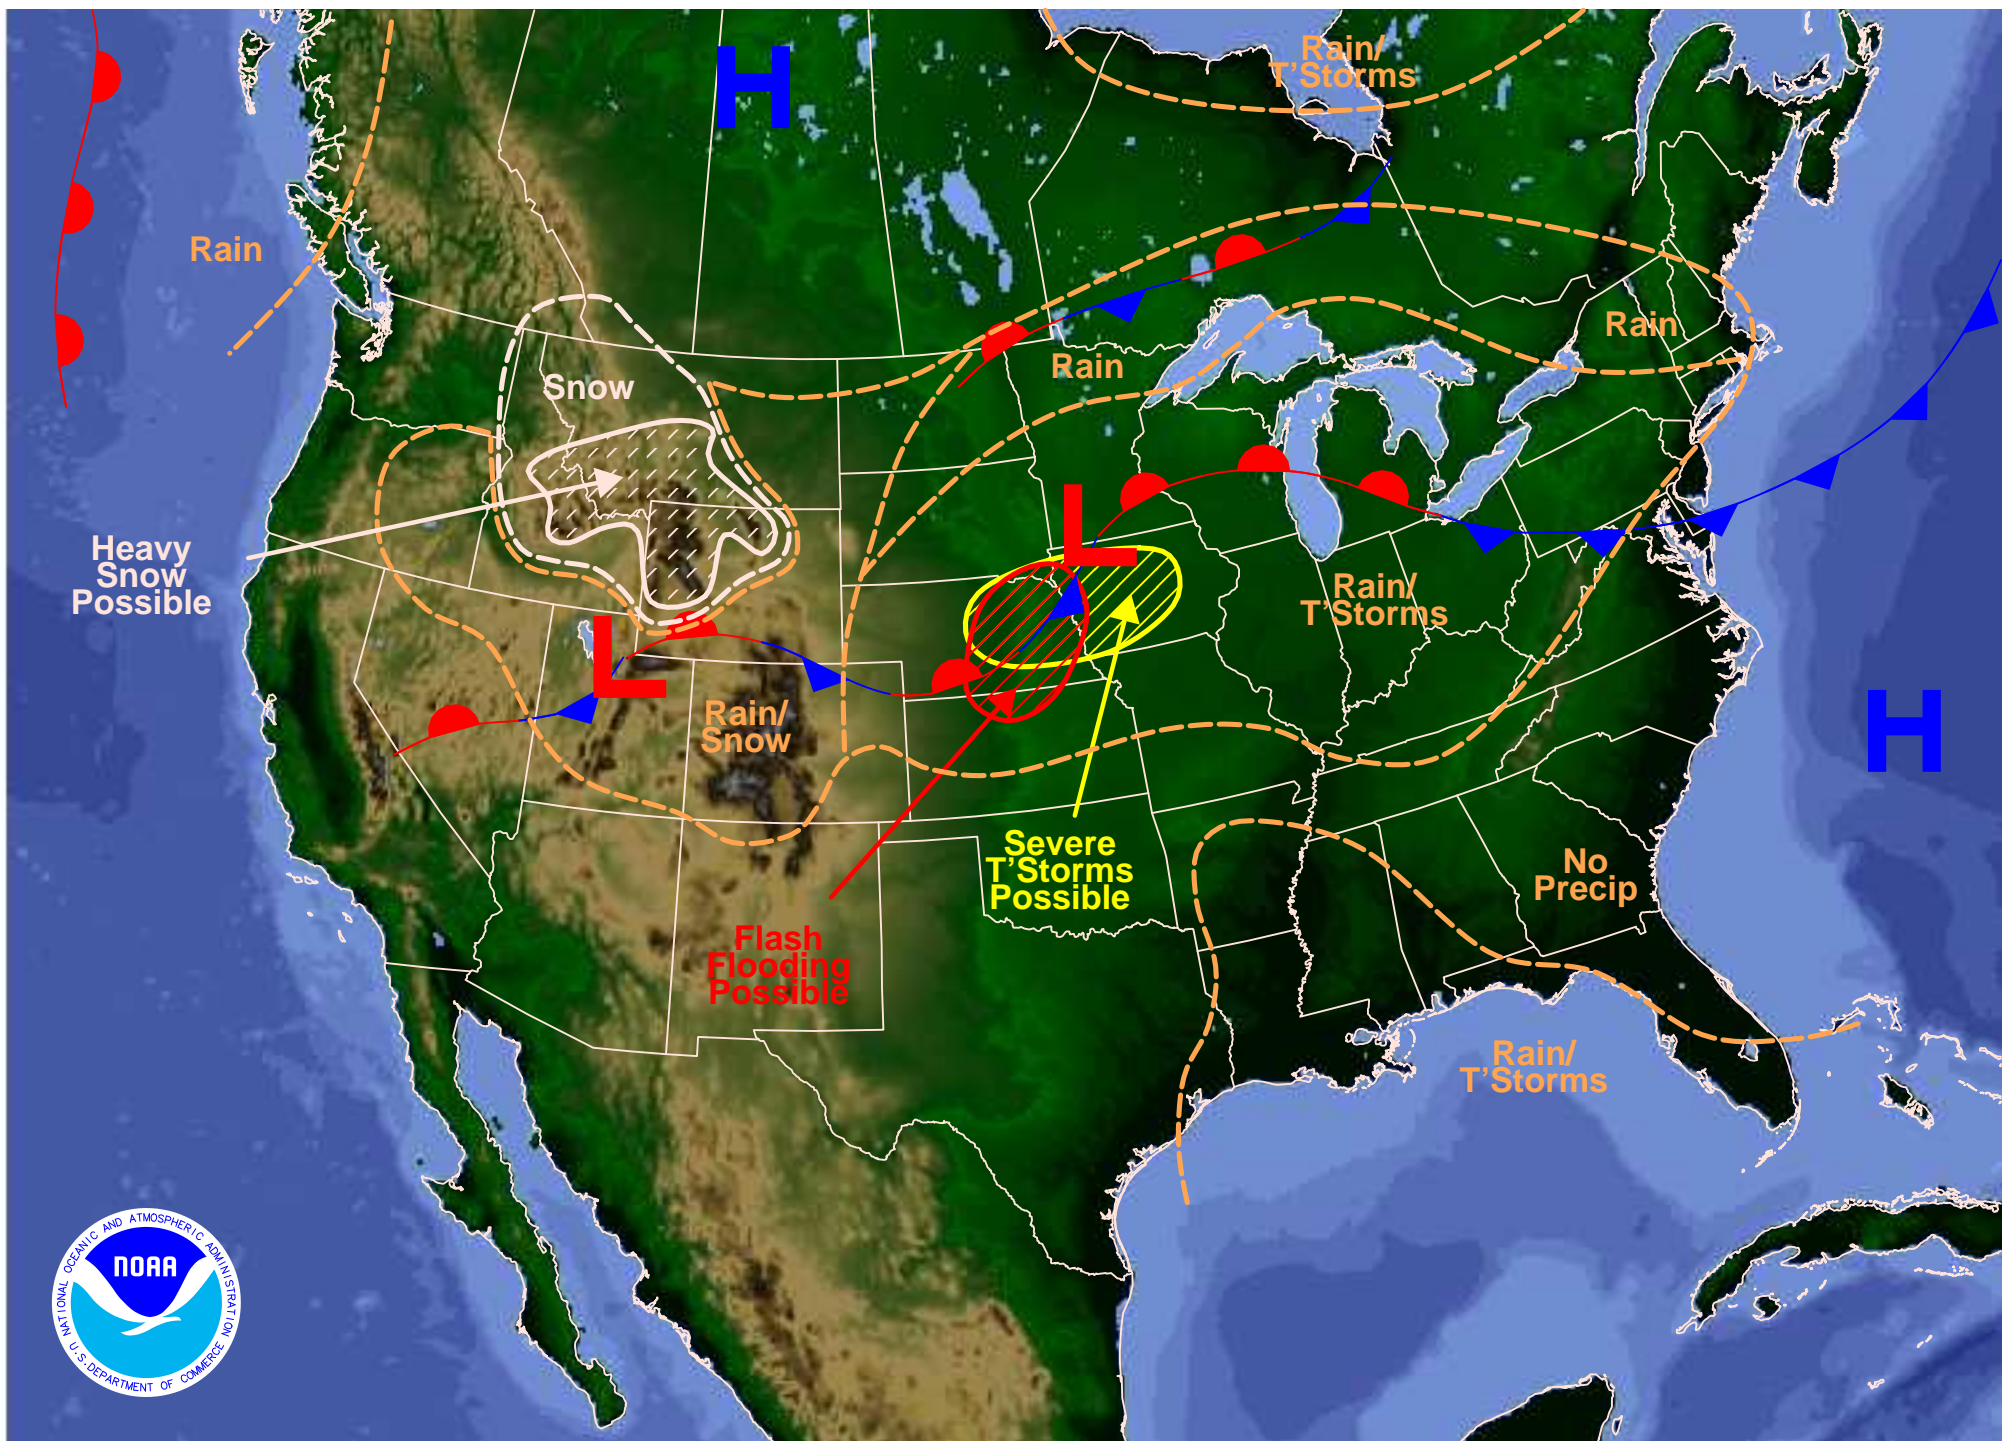 H
Rain/
T'Storms
Rain
Rain
Rain
Snow
Heavy
Snow
Possible
L
Rain/
T'Storms
L
Rain/
Snow
H
Severe
T'Storms
Possible
No
Precip
Flash
Flooding
Possible
Rain/
T'Storms
NATIONAL OCEANIC AND ATMOSPHERIC ADMINISTRATION
NOAA
U.S. DEPARTMENT OF COMMERCE